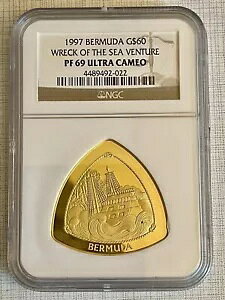 1997 BERMUDA G$60
WRECK OF THE SEA VENTURE
PF 69 ULTRA CAMEO
4489492-022
NGC
BERMUDA